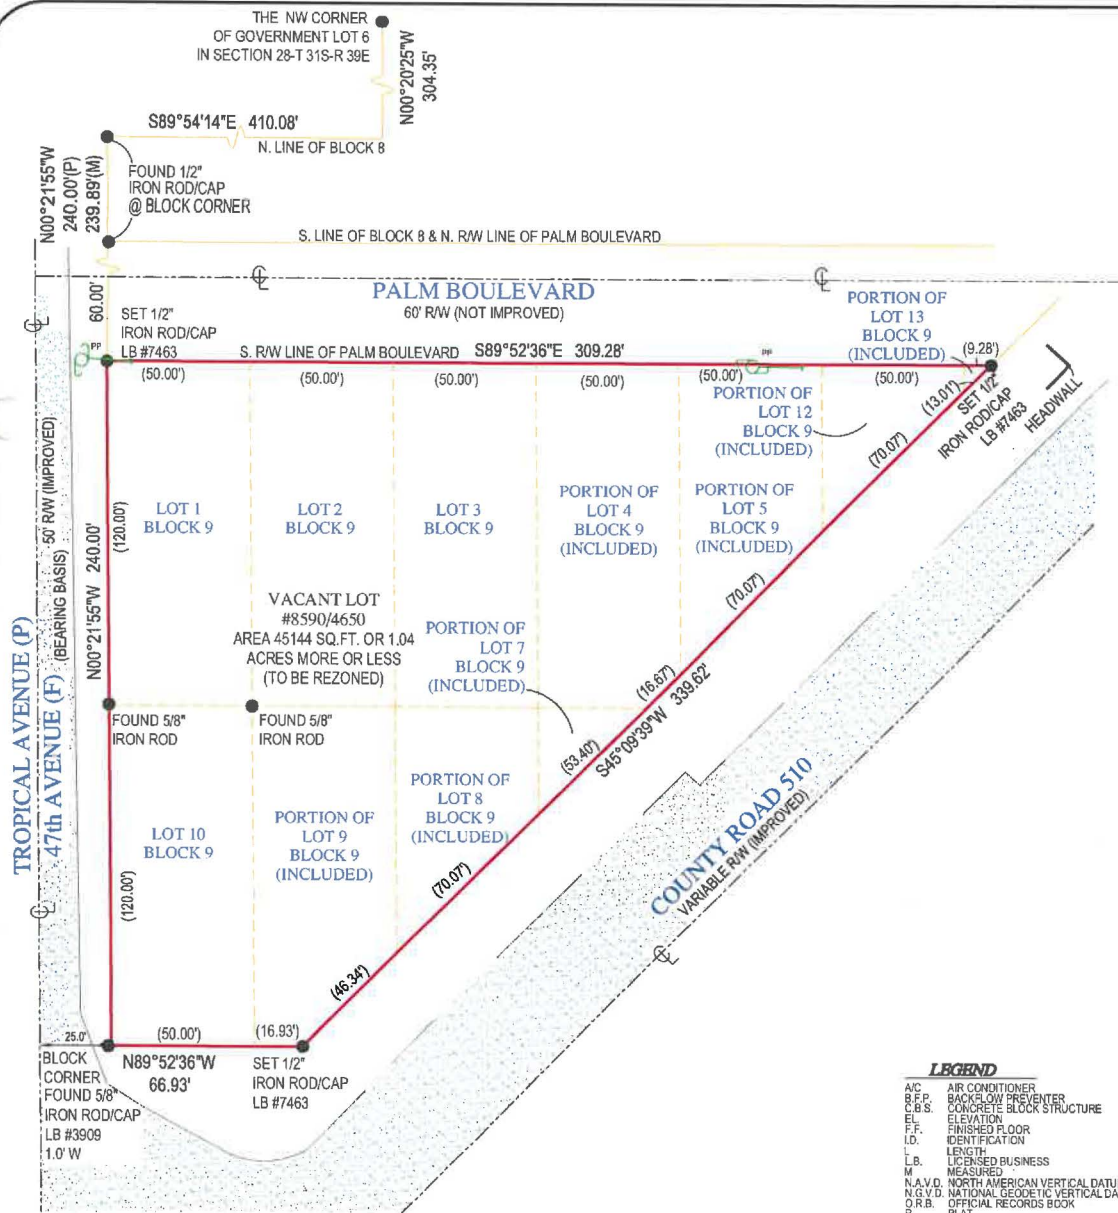 THE NW CORNER
OF GOVERNMENT LOT 6
IN SECTION 28-T 31S-R 39E
N00°20'25"W
304.35'
S89°54'14"E 410.08'
N. LINE OF BLOCK 8
N00°21'55"W
240.00'(P)
239.89'(M)
FOUND 1/2"
IRON ROD/CAP
@ BLOCK CORNER
S. LINE OF BLOCK 8 & N. R/W LINE OF PALM BOULEVARD
PALM BOULEVARD
60' R/W (NOT IMPROVED)
60.00'
SET 1/2"
IRON ROD/CAP
LB #7463
PP
S. R/W LINE OF PALM BOULEVARD S89°52'36"E 309.28'
PP
(50.00')
(50.00')
(50.00')
(50.00')
(50.00')
(50.00')
(9.28')
PORTION OF
LOT 13
BLOCK 9
(INCLUDED)
(13.01')
SET 1/2"
IRON ROD/CAP
LB #7463
HEADWALL
PORTION OF
LOT 12
BLOCK 9
(INCLUDED)
(70.07')
50' R/W (IMPROVED)
(BEARING BASIS)
N00°21'55"W 240.00'
(120.00')
LOT 1
BLOCK 9
LOT 2
BLOCK 9
LOT 3
BLOCK 9
PORTION OF
LOT 4
BLOCK 9
(INCLUDED)
PORTION OF
LOT 5
BLOCK 9
(INCLUDED)
(70.07')
VACANT LOT
#8590/4650
AREA 45144 SQ.FT. OR 1.04
ACRES MORE OR LESS
(TO BE REZONED)
PORTION OF
LOT 7
BLOCK 9
(INCLUDED)
(16.67')
S45°09'39"W 339.62'
(53.40')
TROPICAL AVENUE (P)
47th AVENUE (F)
FOUND 5/8"
IRON ROD
FOUND 5/8"
IRON ROD
LOT 10
BLOCK 9
PORTION OF
LOT 9
BLOCK 9
(INCLUDED)
PORTION OF
LOT 8
BLOCK 9
(INCLUDED)
(70.07')
COUNTY ROAD 510
VARIABLE R/W (IMPROVED)
(120.00')
(46.34')
25.0'
(50.00')
(16.93')
N89°52'36"W
66.93'
SET 1/2"
IRON ROD/CAP
LB #7463
BLOCK
CORNER
FOUND 5/8"
IRON ROD/CAP
LB #3909
1.0' W
LEGEND
A/C AIR CONDITIONER
B.F.P. BACKFLOW PREVENTER
C.B.S. CONCRETE BLOCK STRUCTURE
EL. ELEVATION
F.F. FINISHED FLOOR
I.D. IDENTIFICATION
L LENGTH
L.B. LICENSED BUSINESS
M MEASURED
N.A.V.D. NORTH AMERICAN VERTICAL DATU
N.G.V.D. NATIONAL GEODETIC VERTICAL DA
O.R.B. OFFICIAL RECORDS BOOK
P PLAT